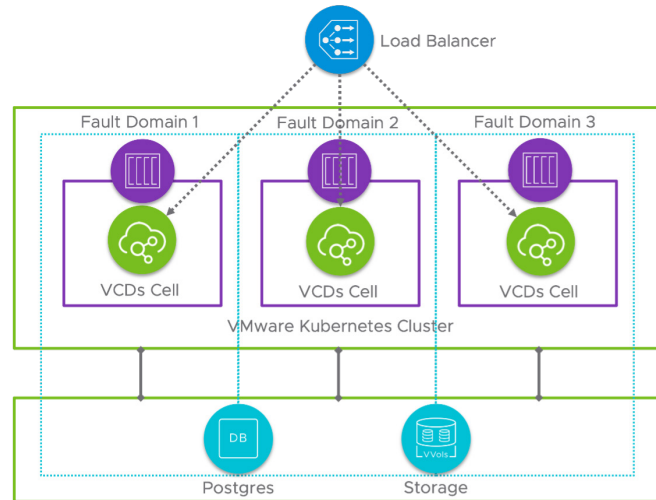 Load Balancer
Fault Domain 1
Fault Domain 2
Fault Domain 3
VCDs Cell
VCDs Cell
VCDs Cell
VMware Kubernetes Cluster
DB
VVols
Postgres
Storage